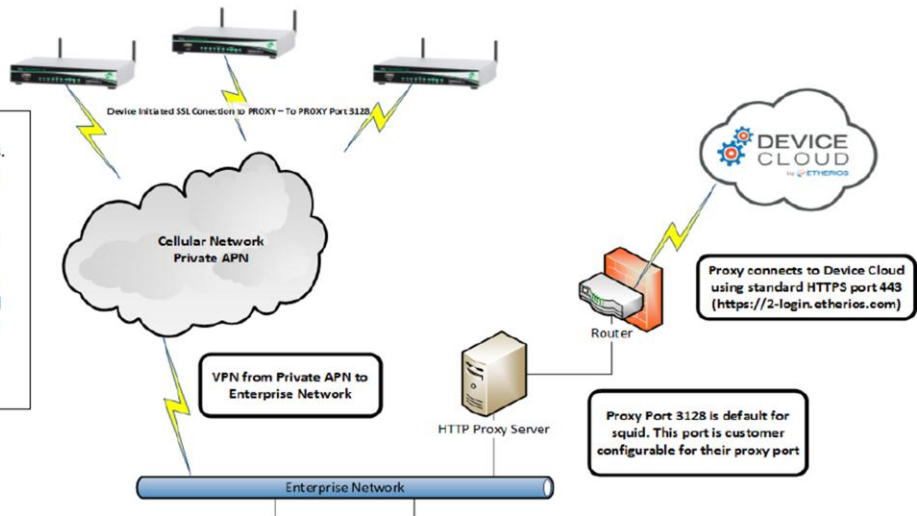 Device Initiated SSL Conection to PROXY – To PROXY Port 3128
DEVICE
CLOUD
by ETHERIOS
Cellular Network
Private APN
Proxy connects to Device Cloud
using standard HTTPS port 443
(https://2-login.etherios.com)
Router
VPN from Private APN to
Enterprise Network
HTTP Proxy Server
Proxy Port 3128 is default for
squid. This port is customer
configurable for their proxy port
Enterprise Network